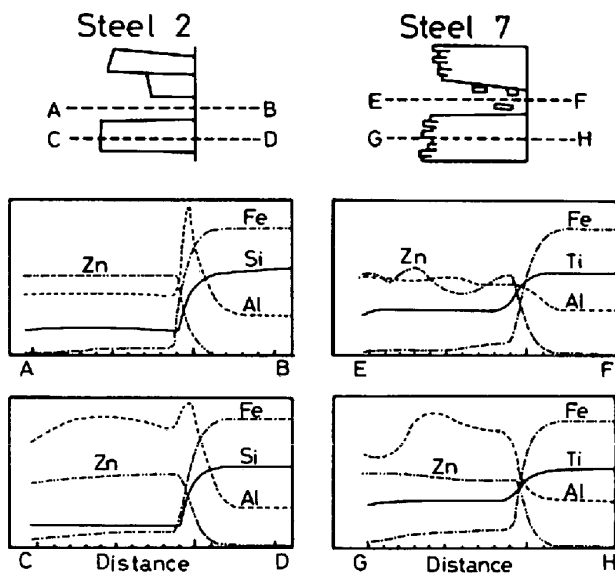 Steel 2 Steel 7
A B
C D
E F
G H
Fe
Zn
Si
Al
A B
Fe
Zn
Ti
Al
E F
Fe
Zn
Si
Al
C Distance D
Fe
Zn
Ti
Al
G Distance H